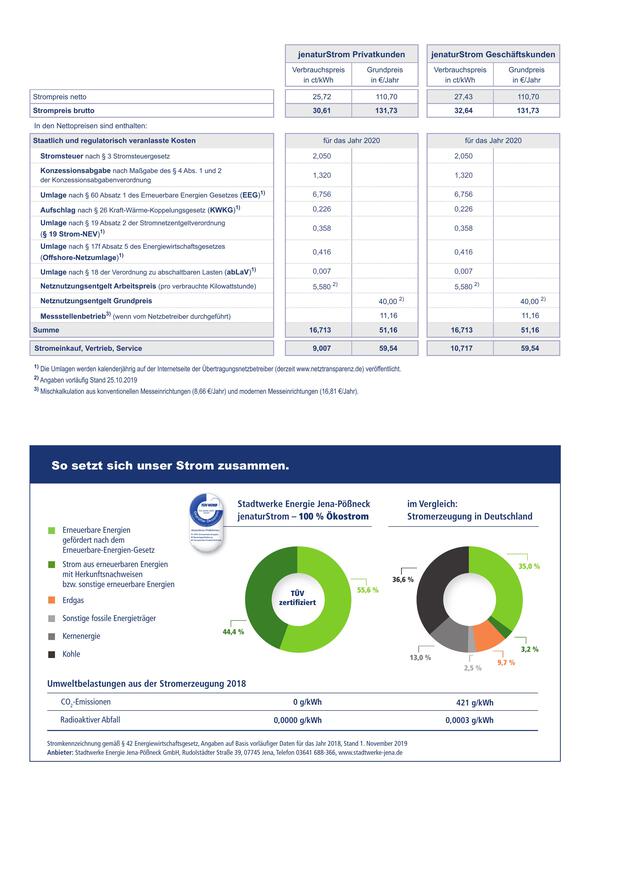 jenaturStrom Privatkunden
jenaturStrom Geschäftskunden
Verbrauchspreis in ct/kWh
Grundpreis in €/Jahr
Verbrauchspreis in ct/kWh
Grundpreis in €/Jahr
Strompreis netto 25,72 110,70 27,43 110,70
Strompreis brutto 30,61 131,73 32,64 131,73
In den Nettopreisen sind enthalten:
Staatlich und regulatorisch veranlasste Kosten für das Jahr 2020 für das Jahr 2020
Stromsteuer nach § 3 Stromsteuergesetz 2,050 2,050
Konzessionsabgabe nach Maßgabe des § 4 Abs. 1 und 2
der Konzessionsabgabenverordnung 1,320 1,320
Umlage nach § 60 Absatz 1 des Erneuerbare Energien Gesetzes (EEG)1) 6,756 6,756
Aufschlag nach § 26 Kraft-Wärme-Koppelungsgesetz (KWKG)1) 0,226 0,226
Umlage nach § 19 Absatz 2 der Stromnetzentgeltverordnung
(§ 19 Strom-NEV)1) 0,358 0,358
Umlage nach § 17f Absatz 5 des Energiewirtschaftsgesetzes
(Offshore-Netzumlage)1) 0,416 0,416
Umlage nach § 18 der Verordnung zu abschaltbaren Lasten (abLaV)1) 0,007 0,007
Netznutzungsentgelt Arbeitspreis (pro verbrauchte Kilowattstunde) 5,580 2) 5,580 2)
Netznutzungsentgelt Grundpreis 40,00 2) 40,00 2)
Messstellenbetrieb3) (wenn vom Netzbetreiber durchgeführt) 11,16 11,16
Summe 16,713 51,16 16,713 51,16
Stromeinkauf, Vertrieb, Service 9,007 59,54 10,717 59,54
1) Die Umlagen werden kalenderjährig auf der Internetseite der Übertragungsnetzbetreiber (derzeit www.netztransparenz.de) veröffentlicht.
2) Angaben vorläufig Stand 25.10.2019
3) Mischkalkulation aus konventionellen Messeinrichtungen (8,66 €/Jahr) und modernen Messeinrichtungen (16,81 €/Jahr).
So setzt sich unser Strom zusammen.
TÜV NORD
Stadtwerke Energie Jena-Pößneck
jenaturStrom – 100 % Ökostrom
im Vergleich:
Stromerzeugung in Deutschland
Erneuerbare Energien
gefördert nach dem
Erneuerbare-Energien-Gesetz
Strom aus erneuerbaren Energien
mit Herkunftsnachweisen
bzw. sonstige erneuerbare Energien
Erdgas
Sonstige fossile Energieträger
Kernenergie
Kohle
TÜV
zertifiziert
55,6 %
44,4 %
36,6 %
35,0 %
3,2 %
9,7 %
2,5 %
13,0 %
Umweltbelastungen aus der Stromerzeugung 2018
CO2-Emissionen 0 g/kWh 421 g/kWh
Radioaktiver Abfall 0,0000 g/kWh 0,0003 g/kWh
Stromkennzeichnung gemäß § 42 Energiewirtschaftsgesetz, Angaben auf Basis vorläufiger Daten für das Jahr 2018, Stand 1. November 2019
Anbieter: Stadtwerke Energie Jena-Pößneck GmbH, Rudolstädter Straße 39, 07745 Jena, Telefon 03641 688-366, www.stadtwerke-jena.de